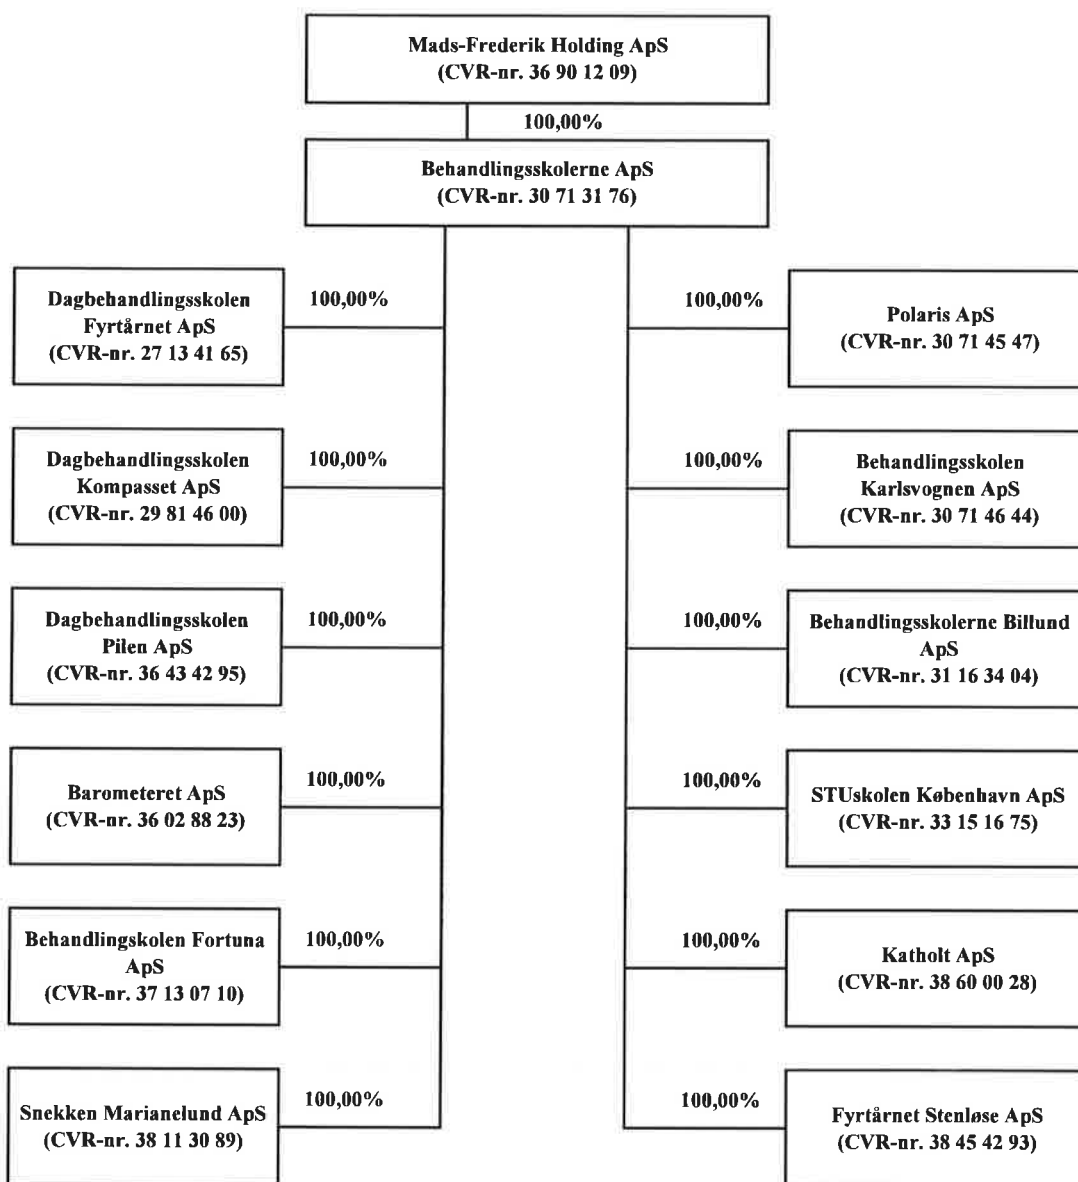 Mads-Frederik Holding ApS
(CVR-nr. 36 90 12 09)
100,00%
Behandlingsskolerne ApS
(CVR-nr. 30 71 31 76)
Dagbehandlingsskolen
Fyrtårnet ApS
(CVR-nr. 27 13 41 65)
100,00%
100,00%
Polaris ApS
(CVR-nr. 30 71 45 47)
Dagbehandlingsskolen
Kompasset ApS
(CVR-nr. 29 81 46 00)
100,00%
100,00%
Behandlingsskolen
Karlsvognen ApS
(CVR-nr. 30 71 46 44)
Dagbehandlingsskolen
Pilen ApS
(CVR-nr. 36 43 42 95)
100,00%
100,00%
Behandlingsskolerne Billund
ApS
(CVR-nr. 31 16 34 04)
Barometeret ApS
(CVR-nr. 36 02 88 23)
100,00%
100,00%
STUskolen København ApS
(CVR-nr. 33 15 16 75)
Behandlingskolen Fortuna
ApS
(CVR-nr. 37 13 07 10)
100,00%
100,00%
Katholt ApS
(CVR-nr. 38 60 00 28)
Snekken Marianelund ApS
(CVR-nr. 38 11 30 89)
100,00%
100,00%
Fyrtårnet Stenløse ApS
(CVR-nr. 38 45 42 93)